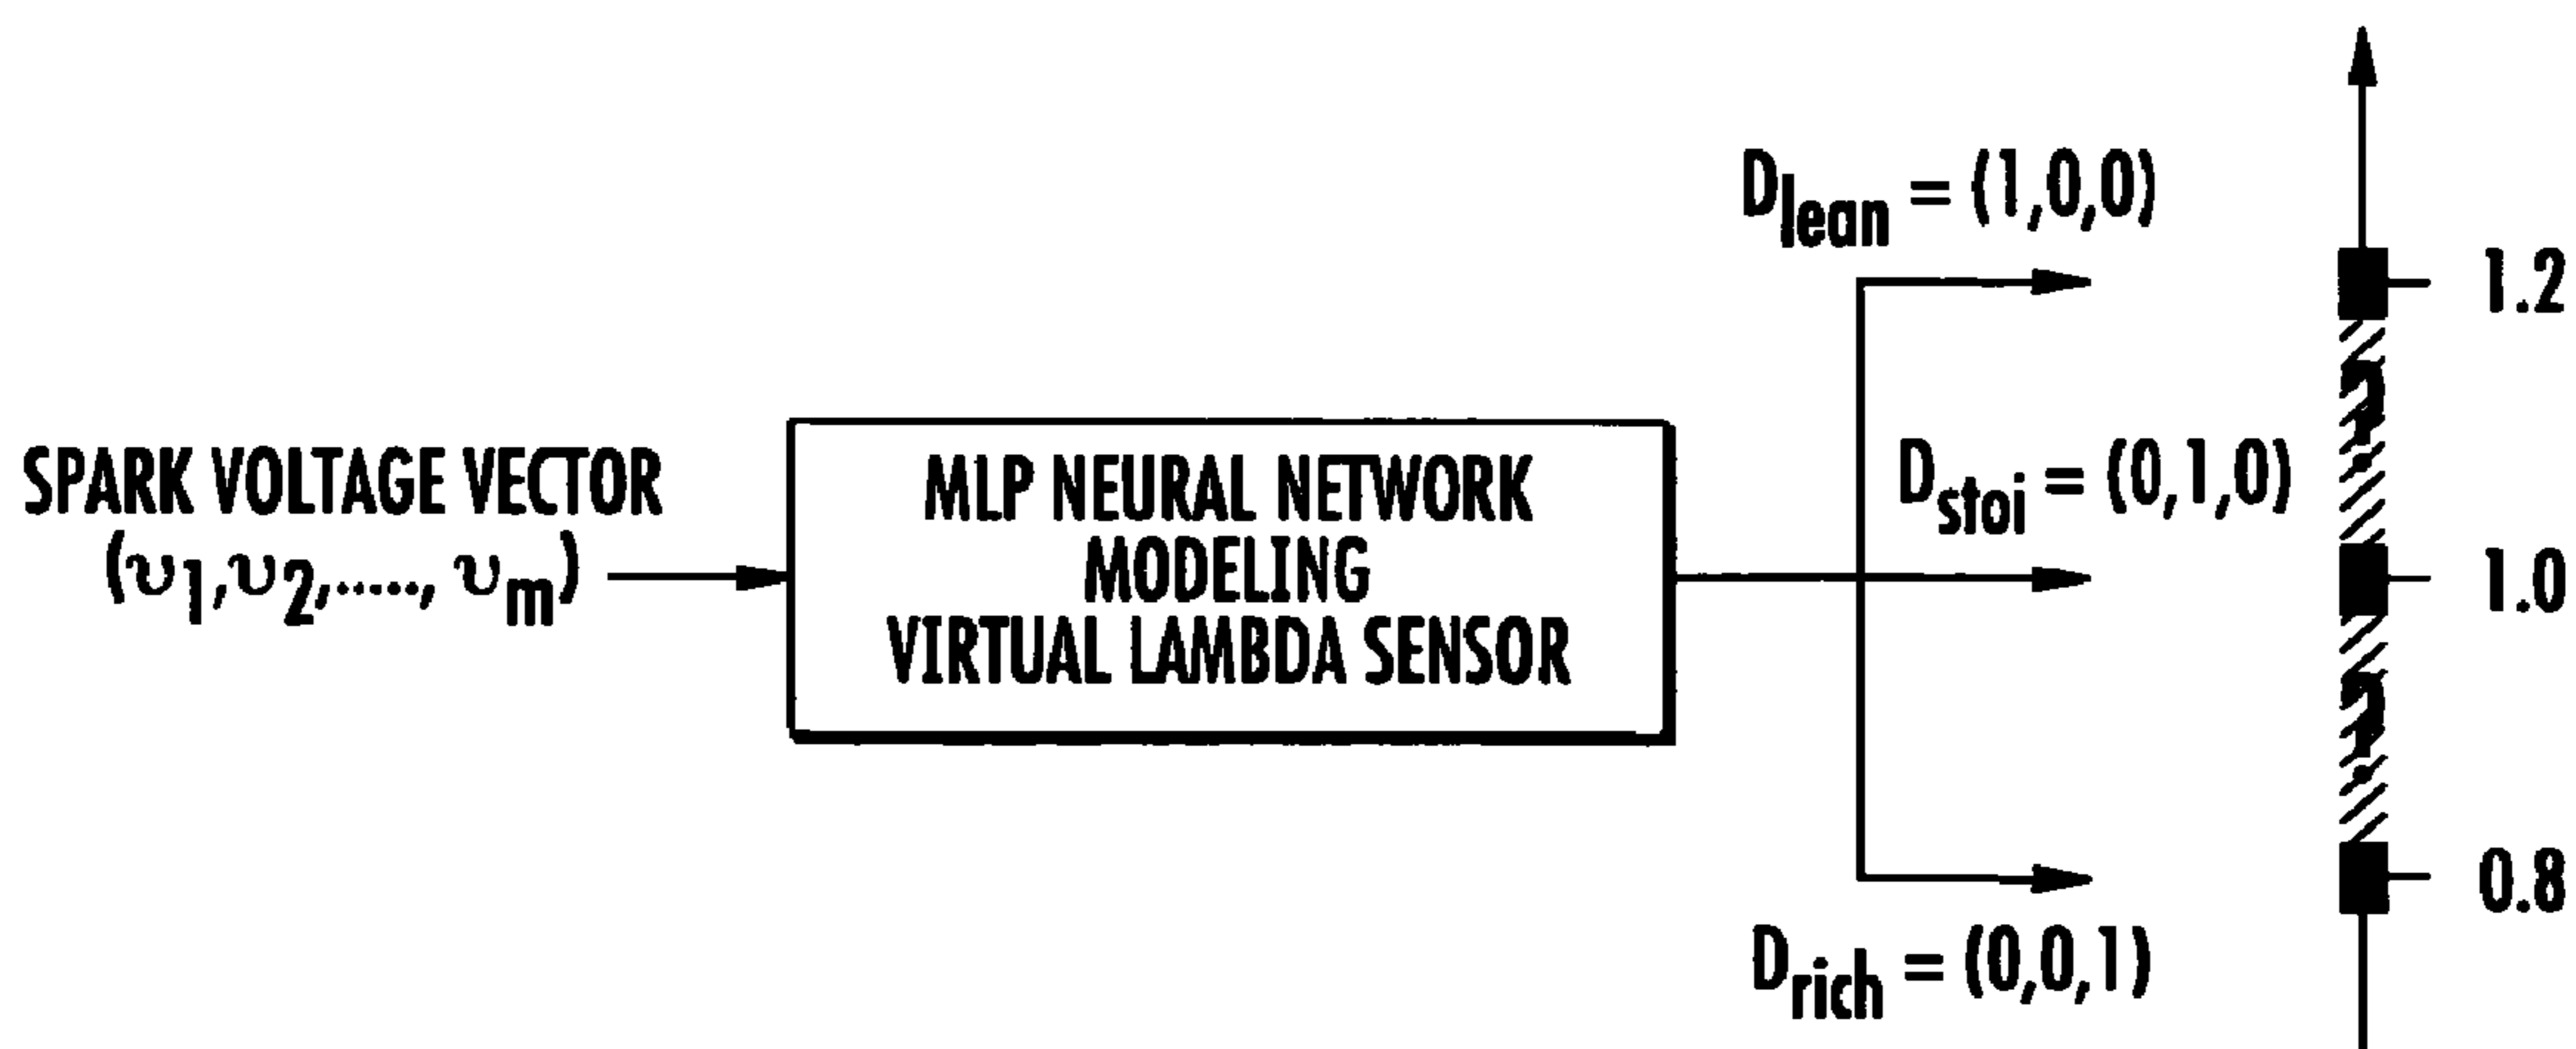 SPARK VOLTAGE VECTOR
(υ1,υ2,....., υm)
MLP NEURAL NETWORK
MODELING
VIRTUAL LAMBDA SENSOR
Dlean = (1,0,0)
Dstoi = (0,1,0)
Drich = (0,0,1)
1.2
?
1.0
?
0.8